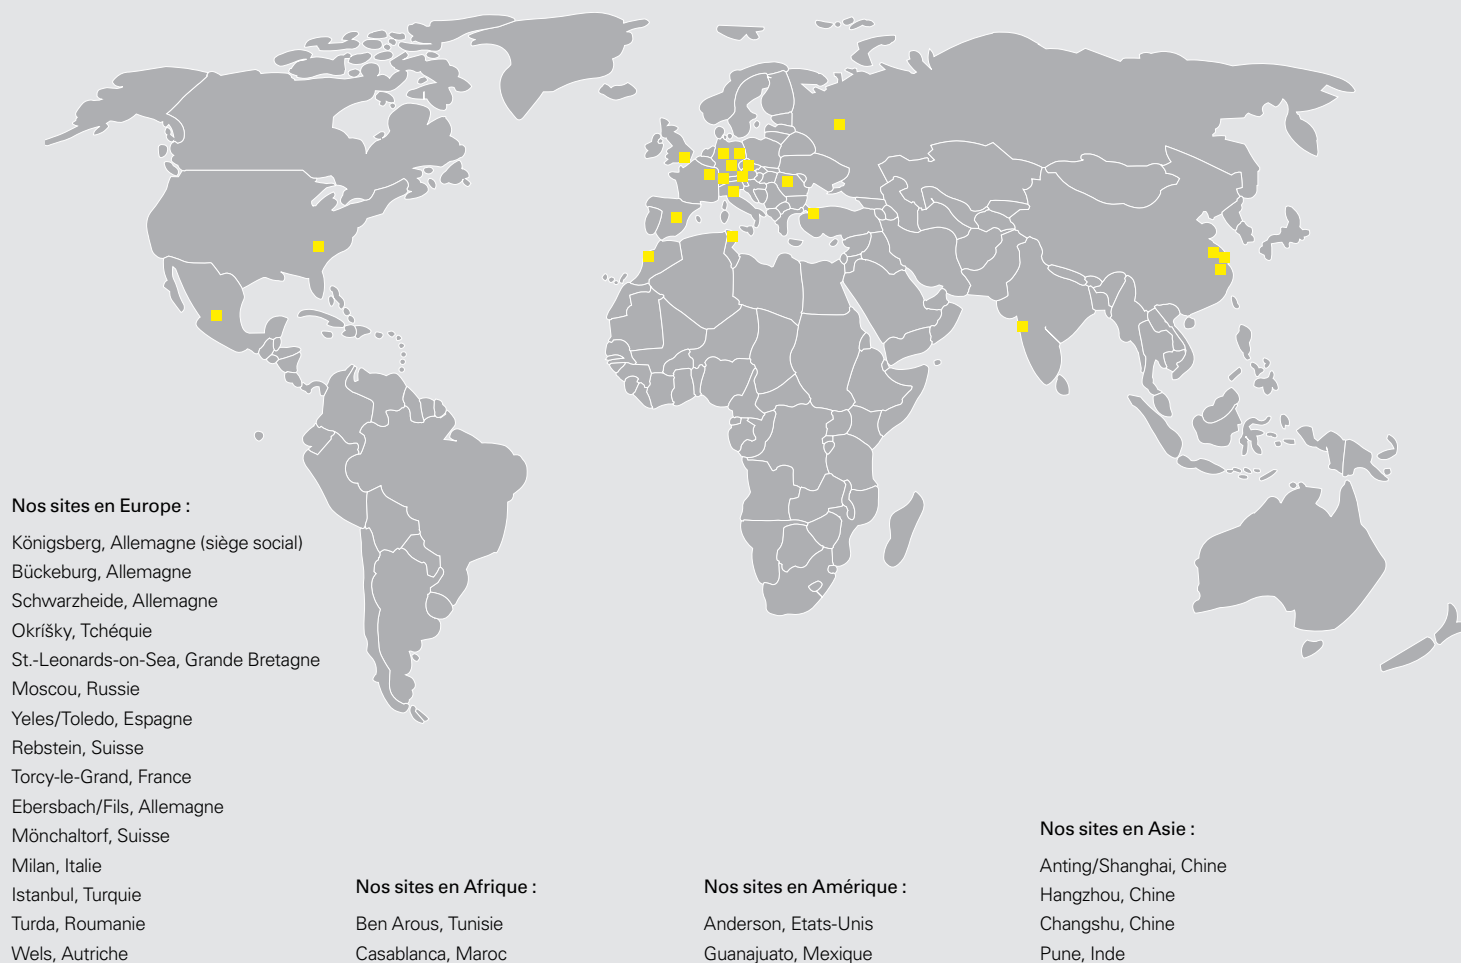 Nos sites en Europe :
Königsberg, Allemagne (siège social)
Bückeburg, Allemagne
Schwarzheide, Allemagne
Okríšky, Tchéquie
St.-Leonards-on-Sea, Grande Bretagne
Moscou, Russie
Yeles/Toledo, Espagne
Rebstein, Suisse
Torcy-le-Grand, France
Ebersbach/Fils, Allemagne
Mönchaltorf, Suisse
Milan, Italie
Istanbul, Turquie
Turda, Roumanie
Wels, Autriche
Nos sites en Afrique :
Ben Arous, Tunisie
Casablanca, Maroc
Nos sites en Amérique :
Anderson, Etats-Unis
Guanajuato, Mexique
Nos sites en Asie :
Anting/Shanghai, Chine
Hangzhou, Chine
Changshu, Chine
Pune, Inde